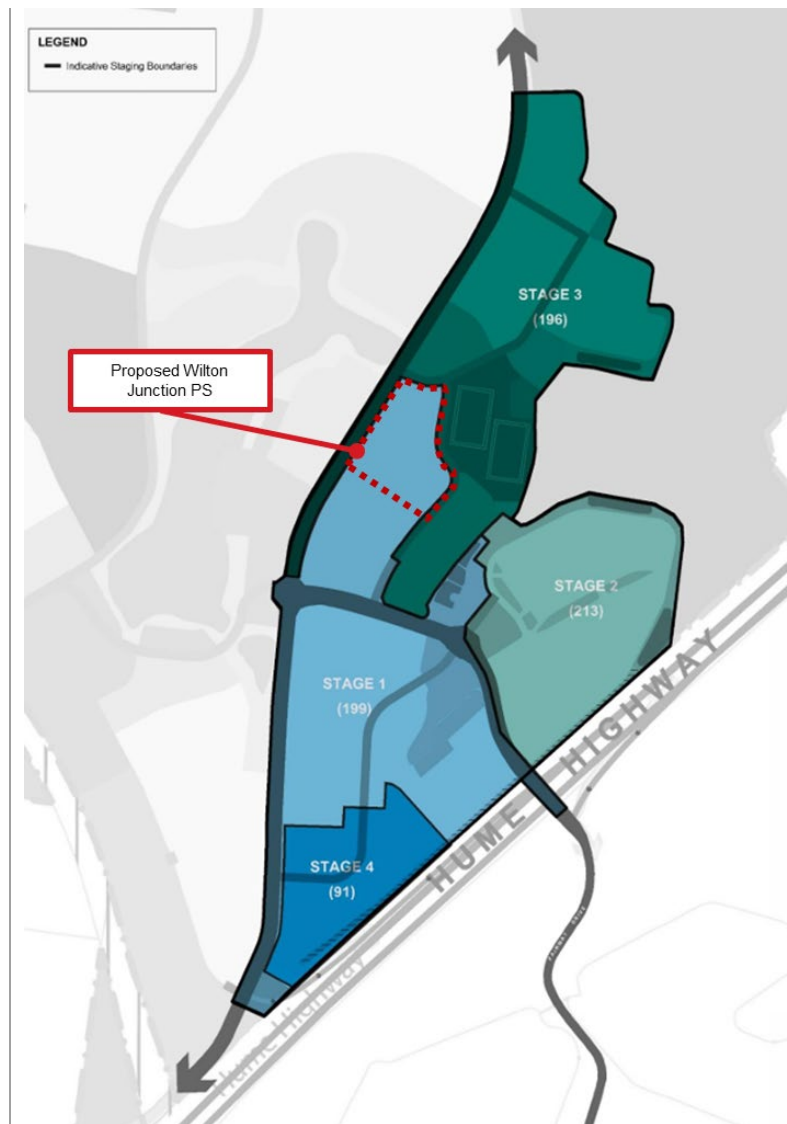 LEGEND
Indicative Staging Boundaries
STAGE 3
(196)
Proposed Wilton
Junction PS
STAGE 2
(213)
STAGE 1
(199)
HUME HIGHWAY
STAGE 4
(91)
Hume Highway